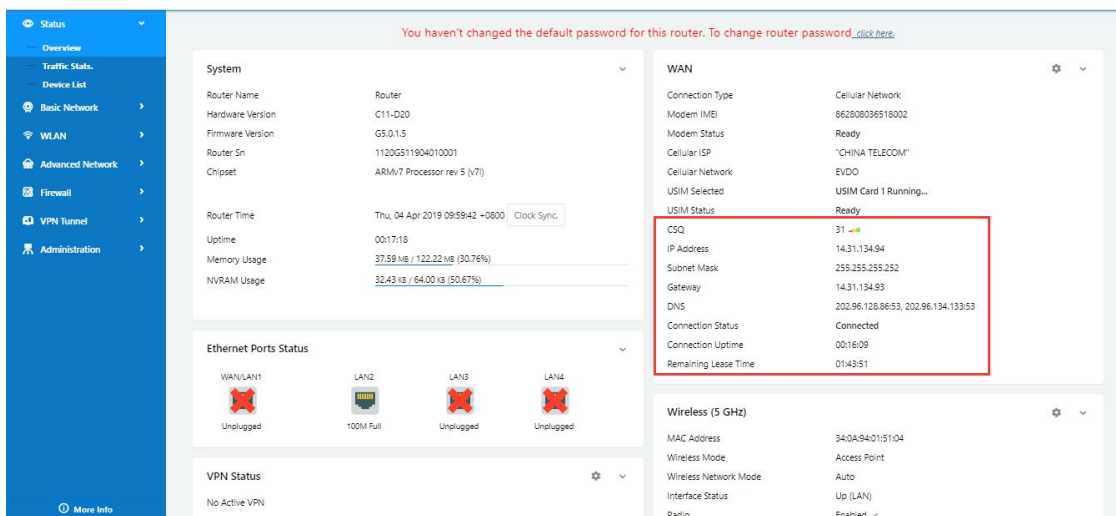 You haven't changed the default password for this router. To change router password click here.
Status
Overview
Traffic Stats.
Device List
Basic Network
WLAN
Advanced Network
Firewall
VPN Tunnel
Administration
More Info
System
Router Name Router
Hardware Version C11-D20
Firmware Version G5.0.1.5
Router Sn 1120G511904010001
Chipset ARMv7 Processor rev 5 (v7l)
Router Time Thu, 04 Apr 2019 09:59:42 +0800 Clock Sync.
Uptime 00:17:18
Memory Usage 37.59 MB / 122.22 MB (30.76%)
NVRAM Usage 32.43 KB / 64.00 KB (50.67%)
Ethernet Ports Status
WAN/LAN1 LAN2 LAN3 LAN4
Unplugged 100M Full Unplugged Unplugged
VPN Status
No Active VPN
WAN
Connection Type Cellular Network
Modem IMEI 862808036518002
Modem Status Ready
Cellular ISP "CHINA TELECOM"
Cellular Network EVDO
USIM Selected USIM Card 1 Running...
USIM Status Ready
CSQ 31
IP Address 14.31.134.94
Subnet Mask 255.255.255.252
Gateway 14.31.134.93
DNS 202.96.128.86:53, 202.96.134.133:53
Connection Status Connected
Connection Uptime 00:16:09
Remaining Lease Time 01:43:51
Wireless (5 GHz)
MAC Address 34:0A:94:01:51:04
Wireless Mode Access Point
Wireless Network Mode Auto
Interface Status Up (LAN)
Radio Enabled ✓